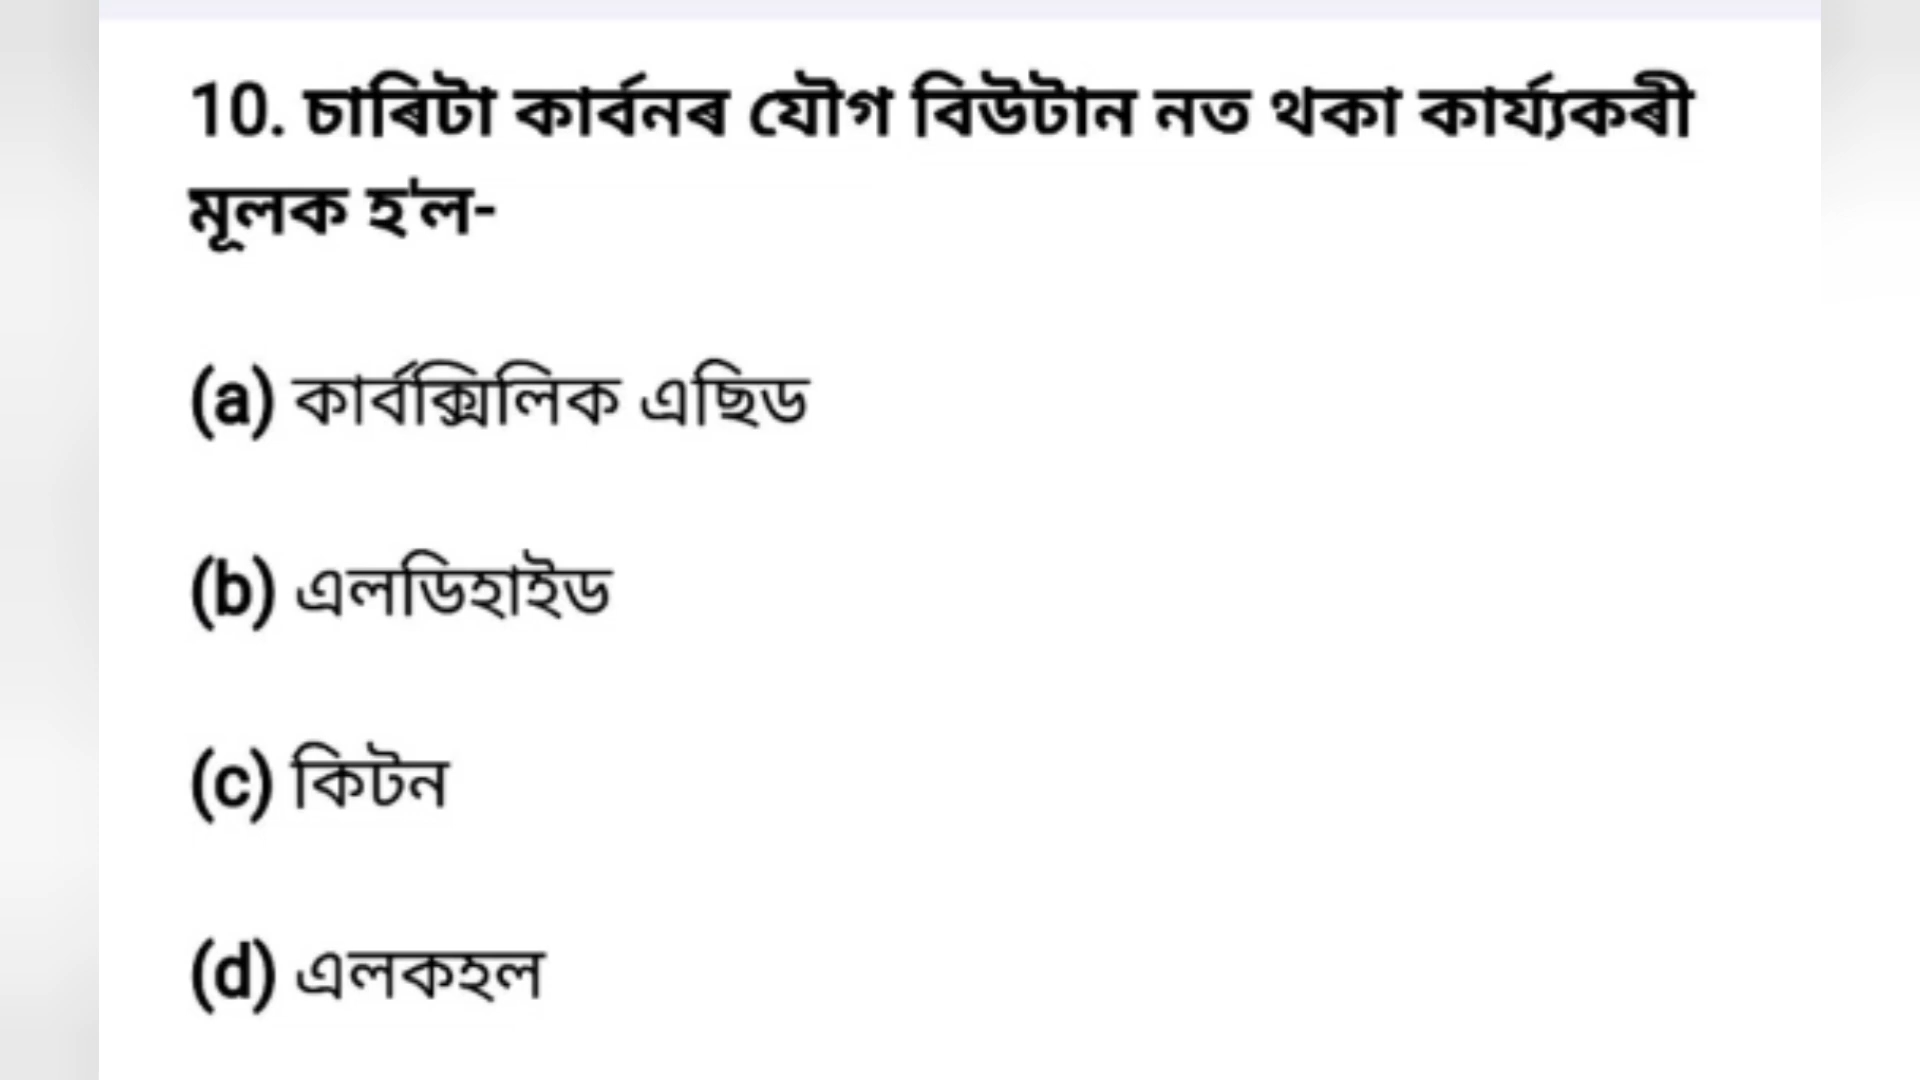 10. চাৰিটা কাৰ্বনৰ যৌগ বিউটান নত থকা কাৰ্য্যকৰী
মূলক হ'ল-
(a) কাৰ্বক্সিলিক এছিড
(b) এলডিহাইড
(c) কিটন
(d) এলকহল